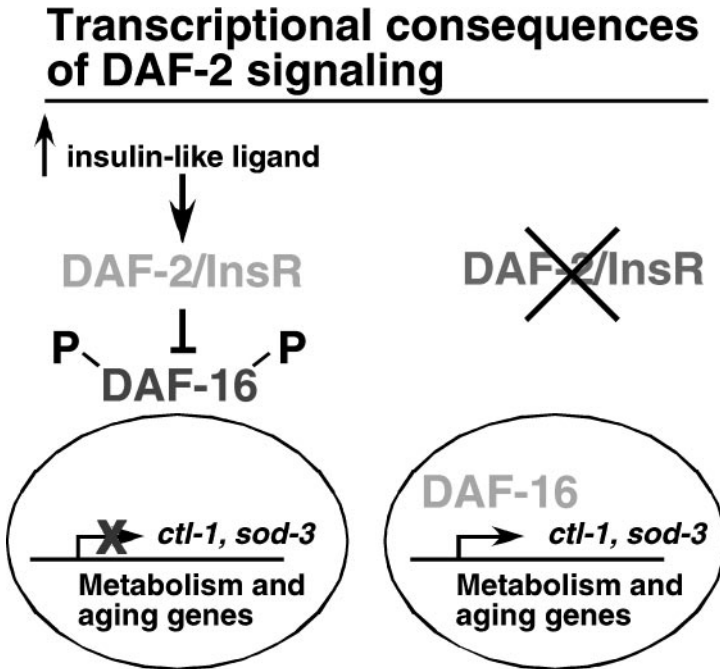 Transcriptional consequences
of DAF-2 signaling
insulin-like ligand
DAF-2/InsR
P
P
DAF-16
ctl-1, sod-3
Metabolism and
aging genes
DAF-2/InsR
DAF-16
ctl-1, sod-3
Metabolism and
aging genes